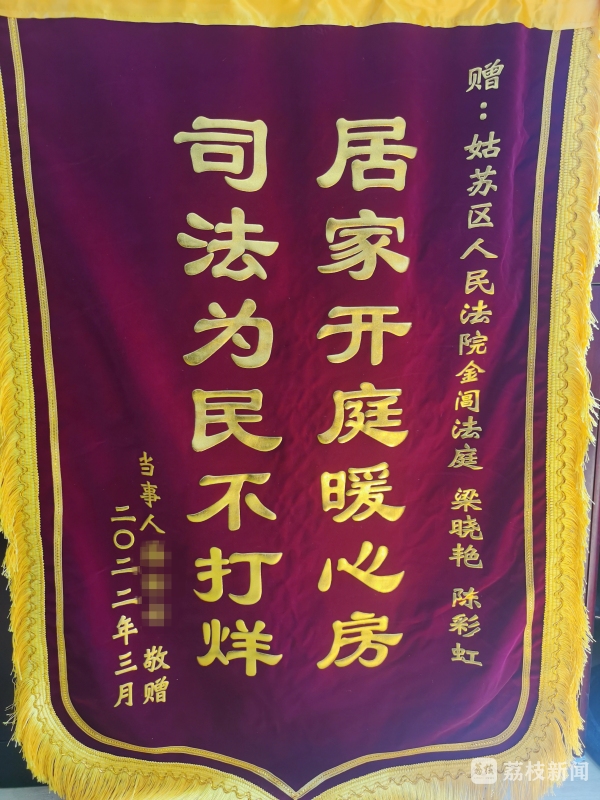 赠：姑苏区人民法院金阊法庭 梁晓艳 陈彩虹
居家开庭暖心房
司法为民不打烊
当事人 敬赠
二〇二二年三月
荔枝新闻